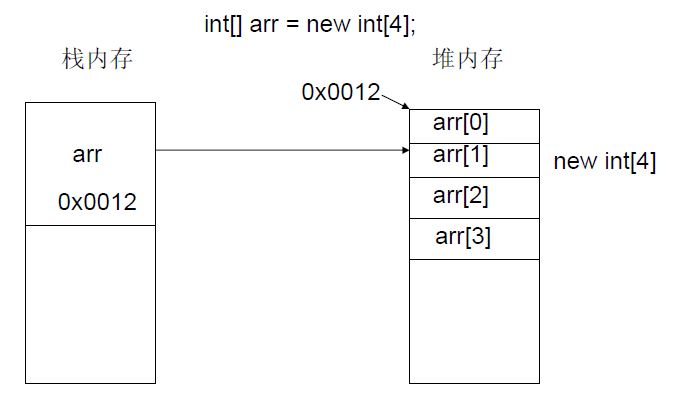 int[] arr = new int[4];
栈内存
堆内存
0x0012
arr[0]
arr
arr[1]
new int[4]
0x0012
arr[2]
arr[3]